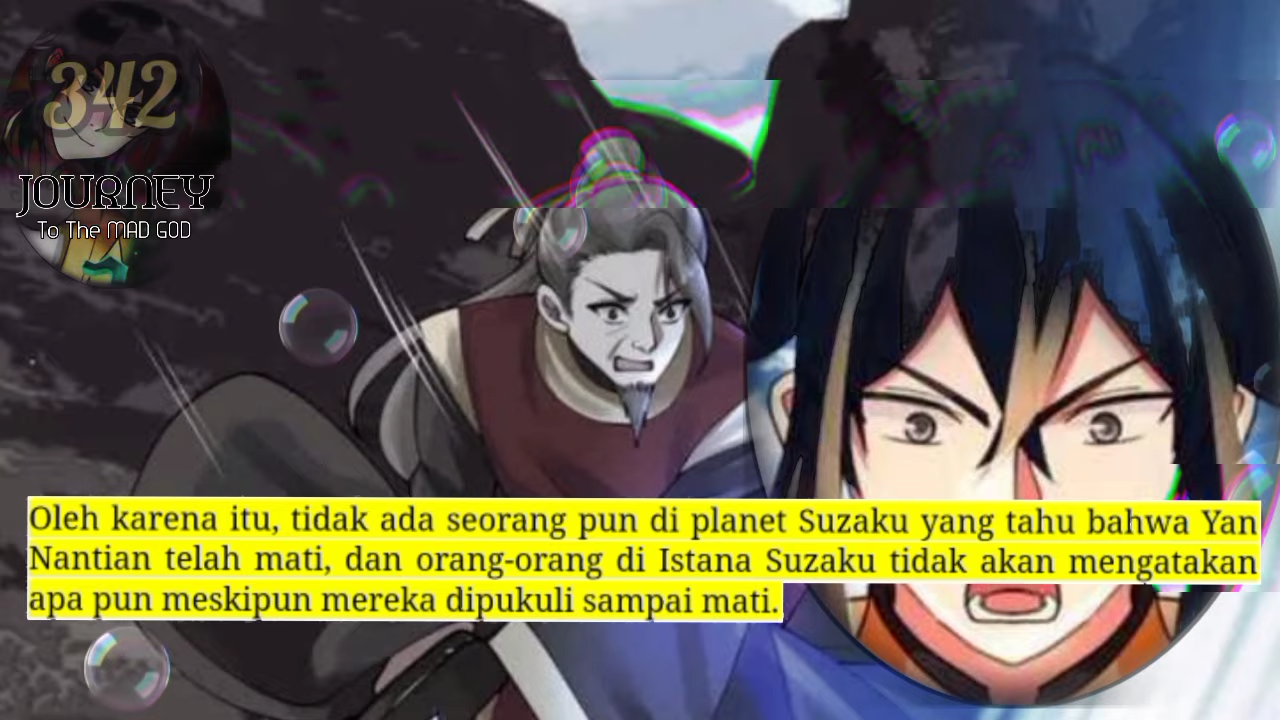 342
JOURNEY
To The MAD GOD
Oleh karena itu, tidak ada seorang pun di planet Suzaku yang tahu bahwa Yan
Nantian telah mati, dan orang-orang di Istana Suzaku tidak akan mengatakan
apa pun meskipun mereka dipukuli sampai mati.